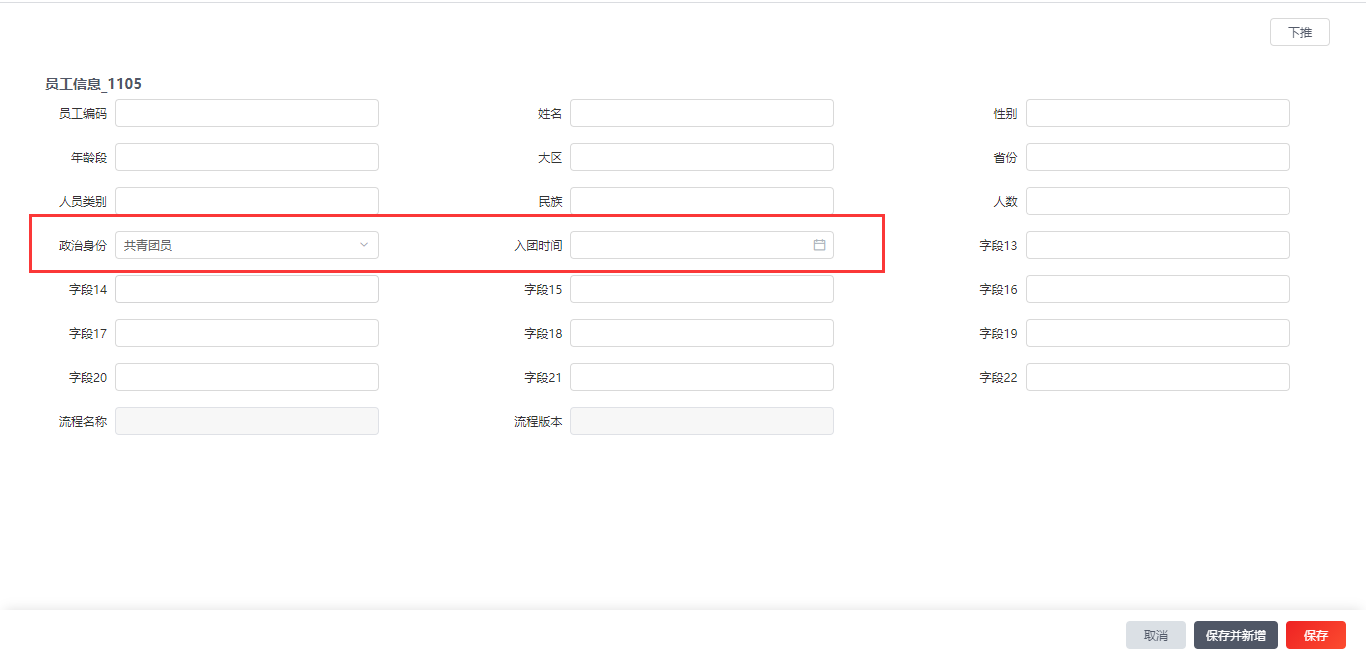 下推
员工信息_1105
员工编码 姓名 性别
年龄段 大区 省份
人员类别 民族 人数
政治身份 共青团员 入团时间 字段13
字段14 字段15 字段16
字段17 字段18 字段19
字段20 字段21 字段22
流程名称 流程版本
取消 保存并新增 保存